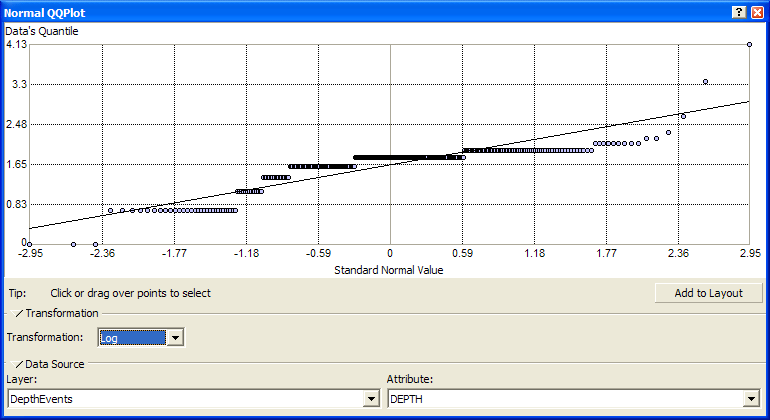 Normal QQPlot
Data's Quantile
4.13
3.3
2.48
1.65
0.83
0
-2.95 -2.36 -1.77 -1.18 -0.59 0 0.59 1.18 1.77 2.36 2.95
Standard Normal Value
Tip: Click or drag over points to select
Add to Layout
Transformation
Transformation: Log
Data Source
Layer: Attribute:
DepthEvents DEPTH